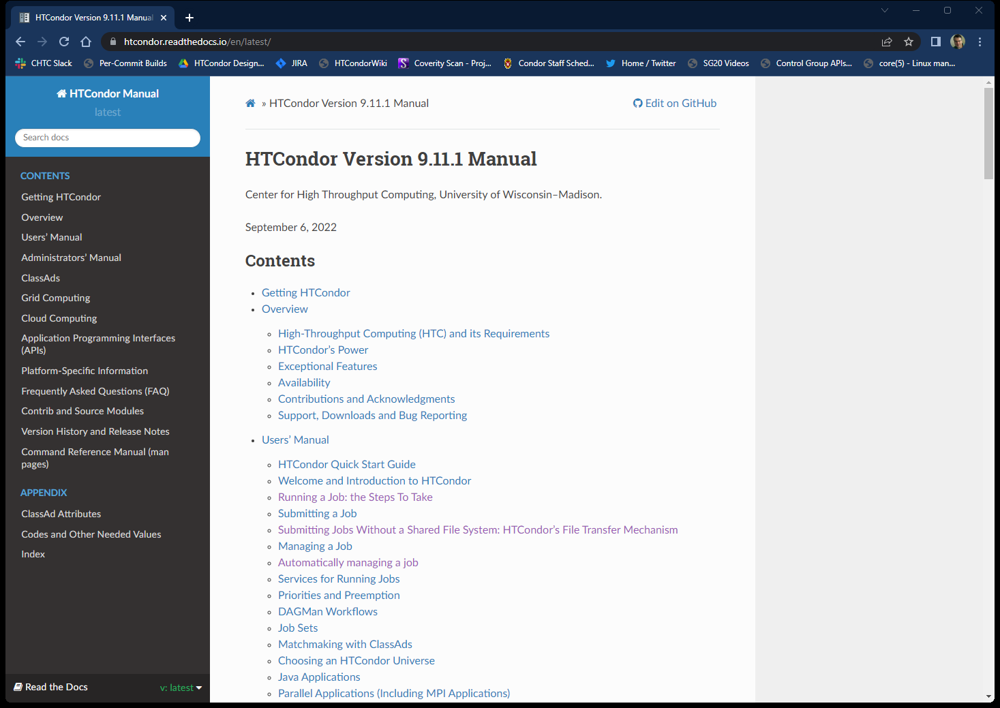 HTCondor Version 9.11.1 Manual
htcondor.readthedocs.io/en/latest/
CHTC Slack
Per-Commit Builds
HTCondor Design...
JIRA
HTCondorWiki
Coverity Scan - Proj...
Condor Staff Sched...
Home / Twitter
SG20 Videos
Control Group APIs...
core(5) - Linux man...
HTCondor Manual
latest
Search docs
CONTENTS
Getting HTCondor
Overview
Users’ Manual
Administrators’ Manual
ClassAds
Grid Computing
Cloud Computing
Application Programming Interfaces
(APIs)
Platform-Specific Information
Frequently Asked Questions (FAQ)
Contrib and Source Modules
Version History and Release Notes
Command Reference Manual (man
pages)
APPENDIX
ClassAd Attributes
Codes and Other Needed Values
Index
Read the Docs
v: latest
» HTCondor Version 9.11.1 Manual
Edit on GitHub
HTCondor Version 9.11.1 Manual
Center for High Throughput Computing, University of Wisconsin–Madison.
September 6, 2022
Contents
Getting HTCondor
Overview
High-Throughput Computing (HTC) and its Requirements
HTCondor’s Power
Exceptional Features
Availability
Contributions and Acknowledgments
Support, Downloads and Bug Reporting
Users’ Manual
HTCondor Quick Start Guide
Welcome and Introduction to HTCondor
Running a Job: the Steps To Take
Submitting a Job
Submitting Jobs Without a Shared File System: HTCondor’s File Transfer Mechanism
Managing a Job
Automatically managing a job
Services for Running Jobs
Priorities and Preemption
DAGMan Workflows
Job Sets
Matchmaking with ClassAds
Choosing an HTCondor Universe
Java Applications
Parallel Applications (Including MPI Applications)